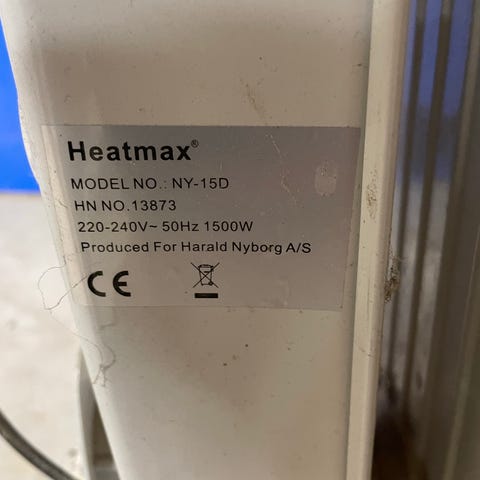 Heatmax®
MODEL NO.: NY-15D
HN NO.13873
220-240V~ 50Hz 1500W
Produced For Harald Nyborg A/S
CE